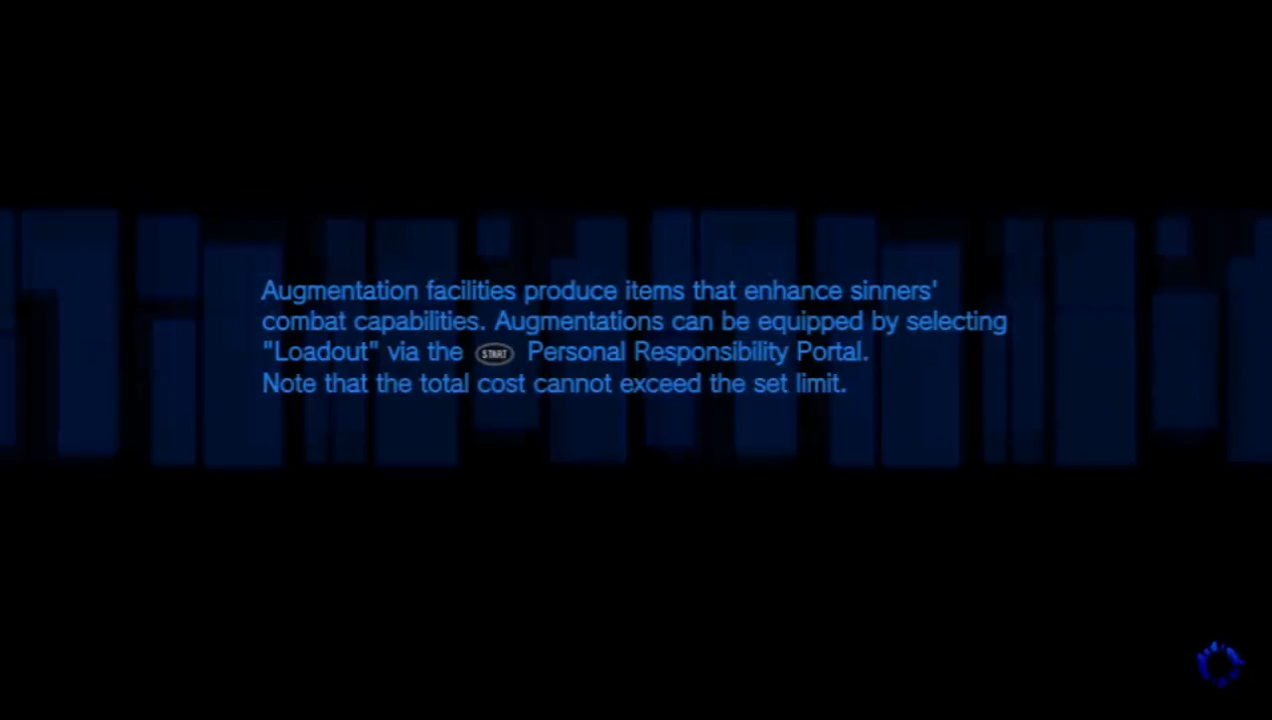 Augmentation facilities produce items that enhance sinners'
combat capabilities. Augmentations can be equipped by selecting
"Loadout" via the START Personal Responsibility Portal.
Note that the total cost cannot exceed the set limit.